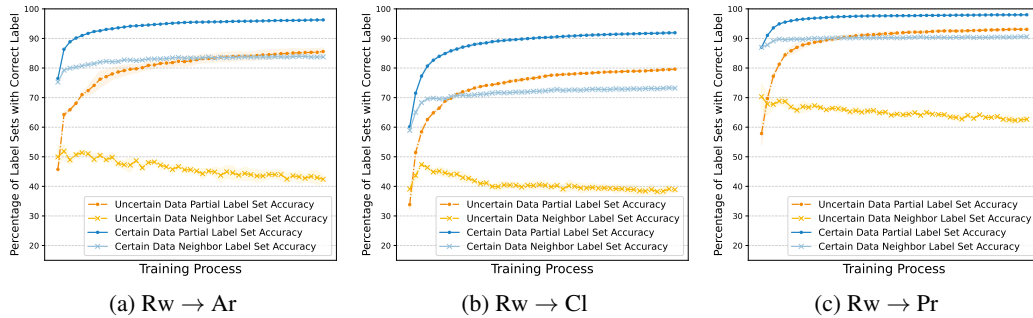 Percentage of Label Sets with Correct Label
100
90
80
70
60
50
40
30
20
Uncertain Data Partial Label Set Accuracy
Uncertain Data Neighbor Label Set Accuracy
Certain Data Partial Label Set Accuracy
Certain Data Neighbor Label Set Accuracy
Training Process
(a) Rw → Ar
Percentage of Label Sets with Correct Label
100
90
80
70
60
50
40
30
20
Uncertain Data Partial Label Set Accuracy
Uncertain Data Neighbor Label Set Accuracy
Certain Data Partial Label Set Accuracy
Certain Data Neighbor Label Set Accuracy
Training Process
(b) Rw → Cl
Percentage of Label Sets with Correct Label
100
90
80
70
60
50
40
30
20
Uncertain Data Partial Label Set Accuracy
Uncertain Data Neighbor Label Set Accuracy
Certain Data Partial Label Set Accuracy
Certain Data Neighbor Label Set Accuracy
Training Process
(c) Rw → Pr